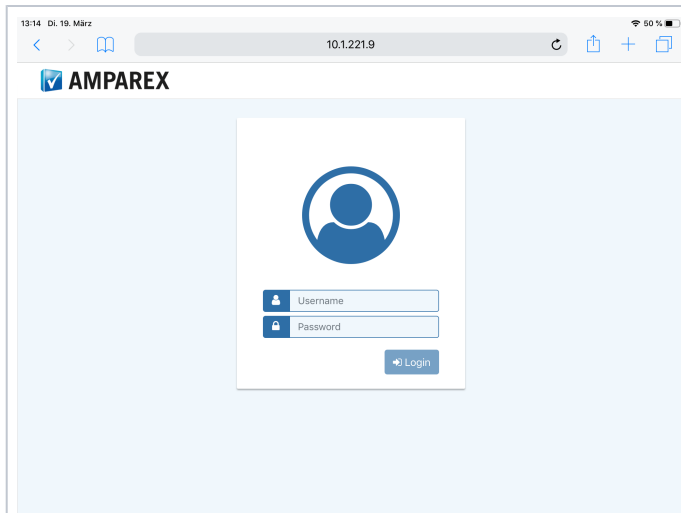 13:14 Di. 19. März 50 %
10.1.221.9
AMPAREX
Username
Password
Login